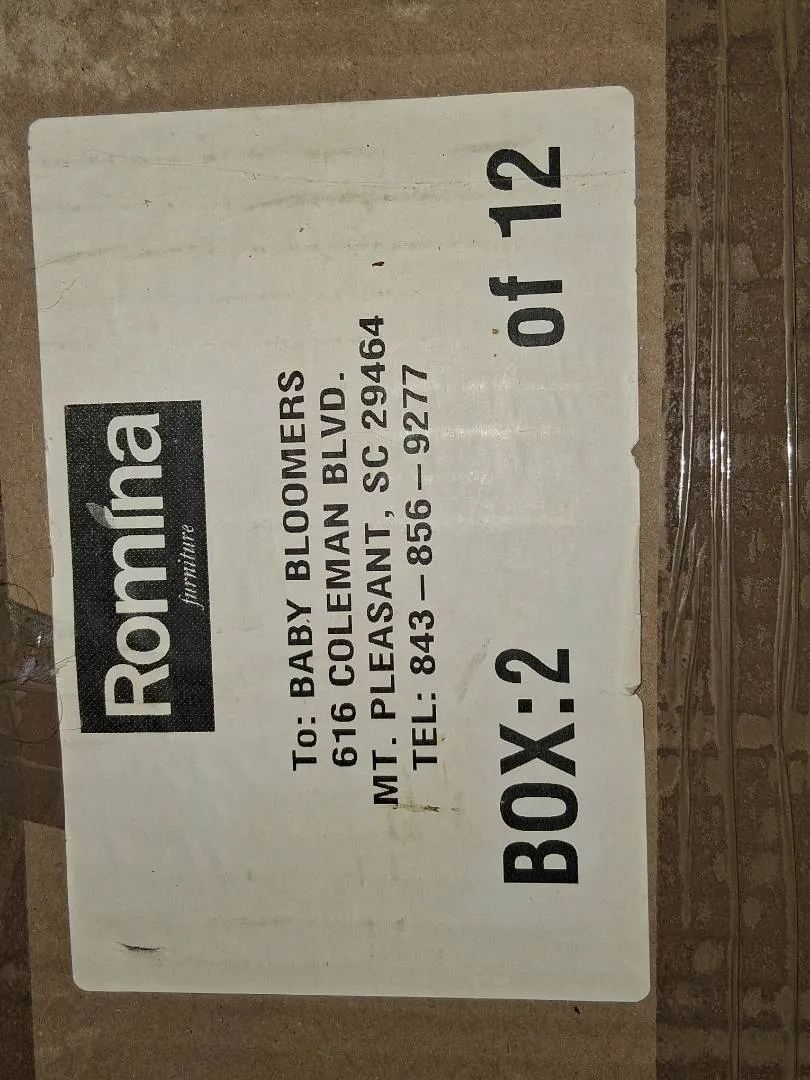 Romina
furniture
To: BABY BLOOMERS
616 COLEMAN BLVD.
MT. PLEASANT, SC 29464
TEL: 843-856-9277
BOX:2 of 12